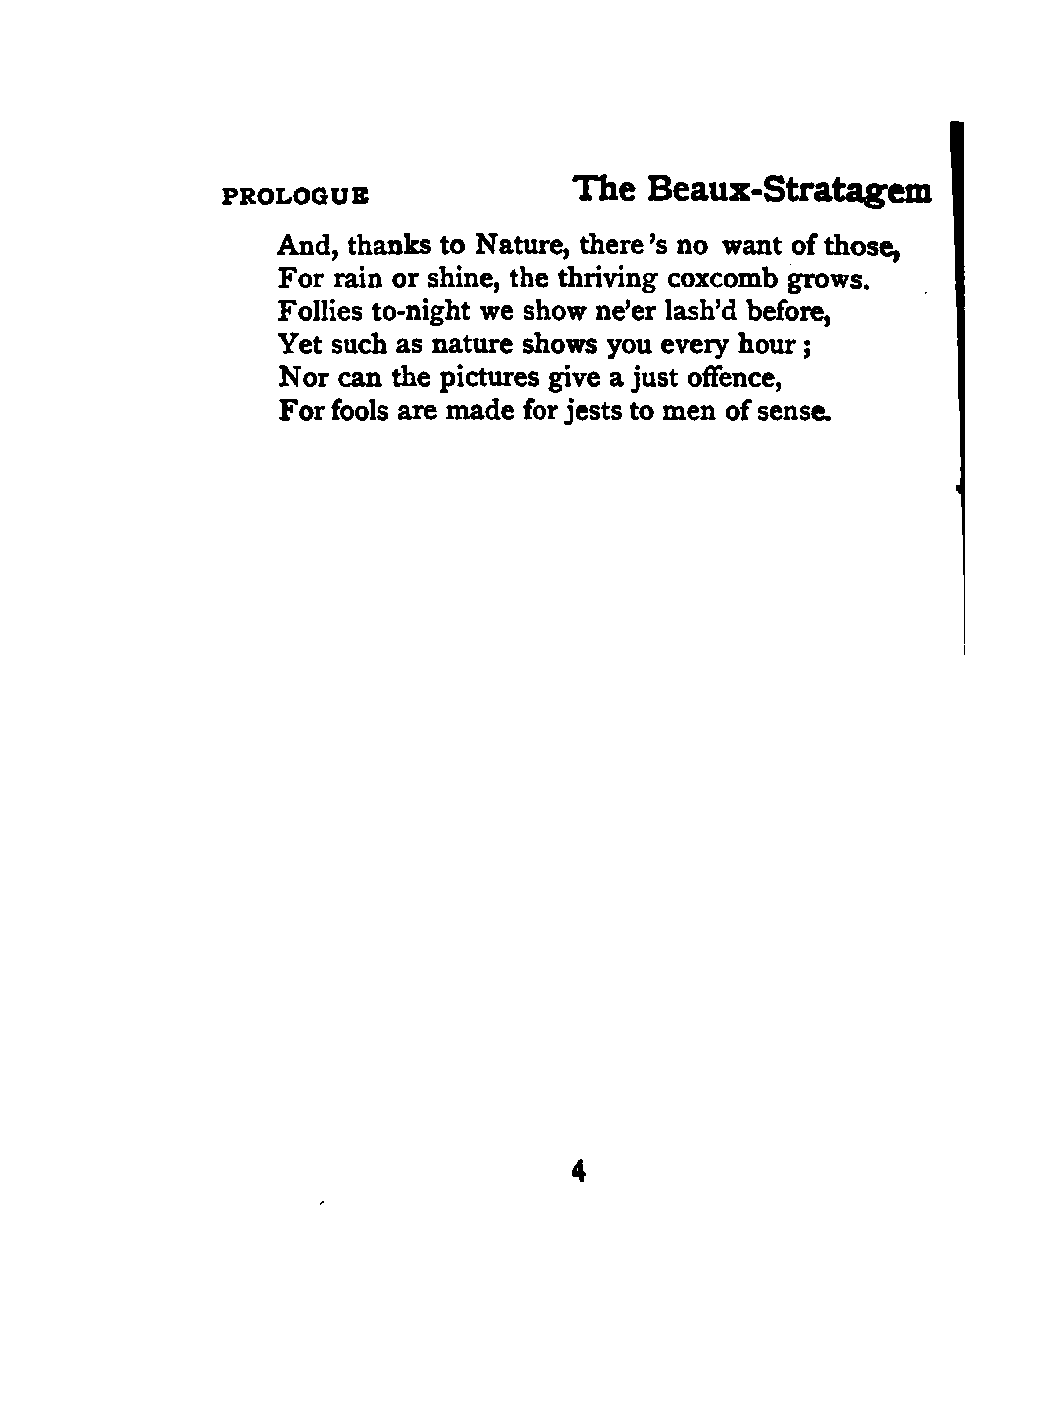 PROLOGUE The Beaux-Stratagem
And, thanks to Nature, there's no want of those,
For rain or shine, the thriving coxcomb grows.
Follies to-night we show ne'er lash'd before,
Yet such as nature shows you every hour;
Nor can the pictures give a just offence,
For fools are made for jests to men of sense.
4